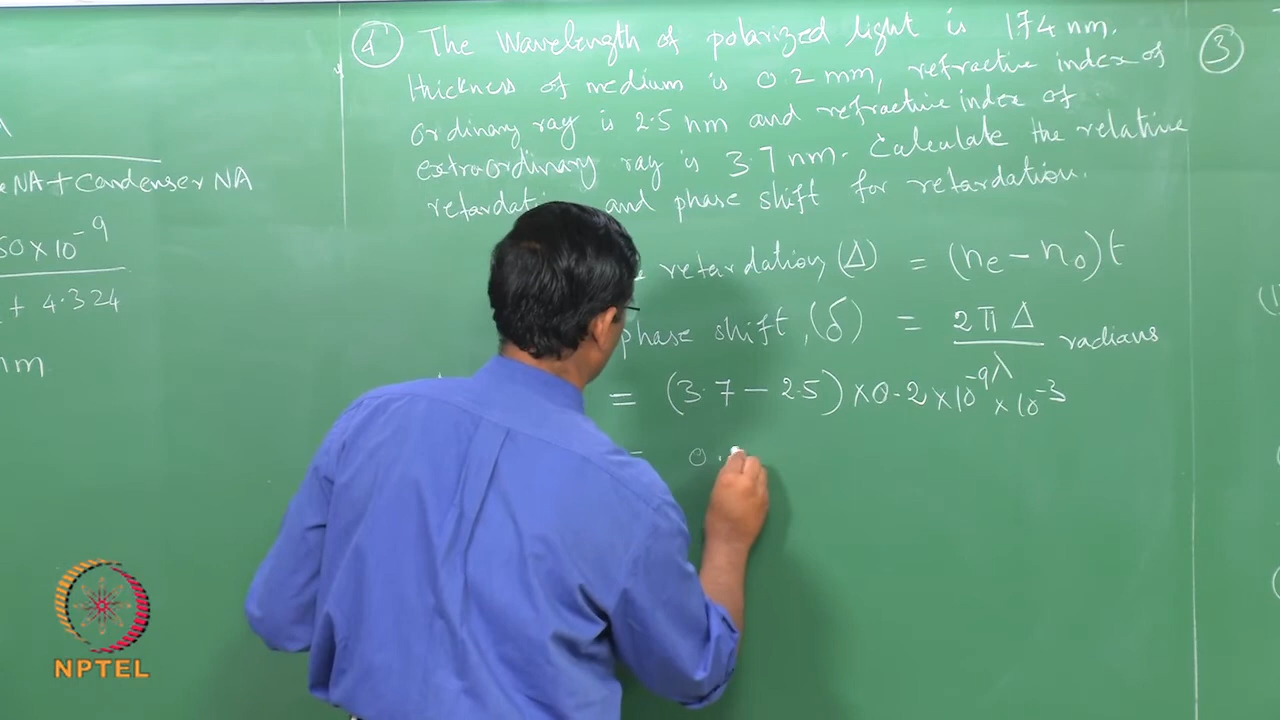 A
e NA + Condenser NA
50 × 10⁻⁹
+ 4.324
nm
④ The Wavelength of polarized light is 174 nm.
thickness of medium is 0.2 mm, refractive index of
ordinary ray is 2.5 nm and refractive index of
extraordinary ray is 3.7 nm. Calculate the relative
and phase shift for retardation.
retardation, (Δ) = (ne − no)t
phase shift, (δ) = 2πΔ / λ radians
= (3.7 − 2.5) × 0.2 × 10⁻⁹ × 10⁻³
= 0.
③
(1
NPTEL